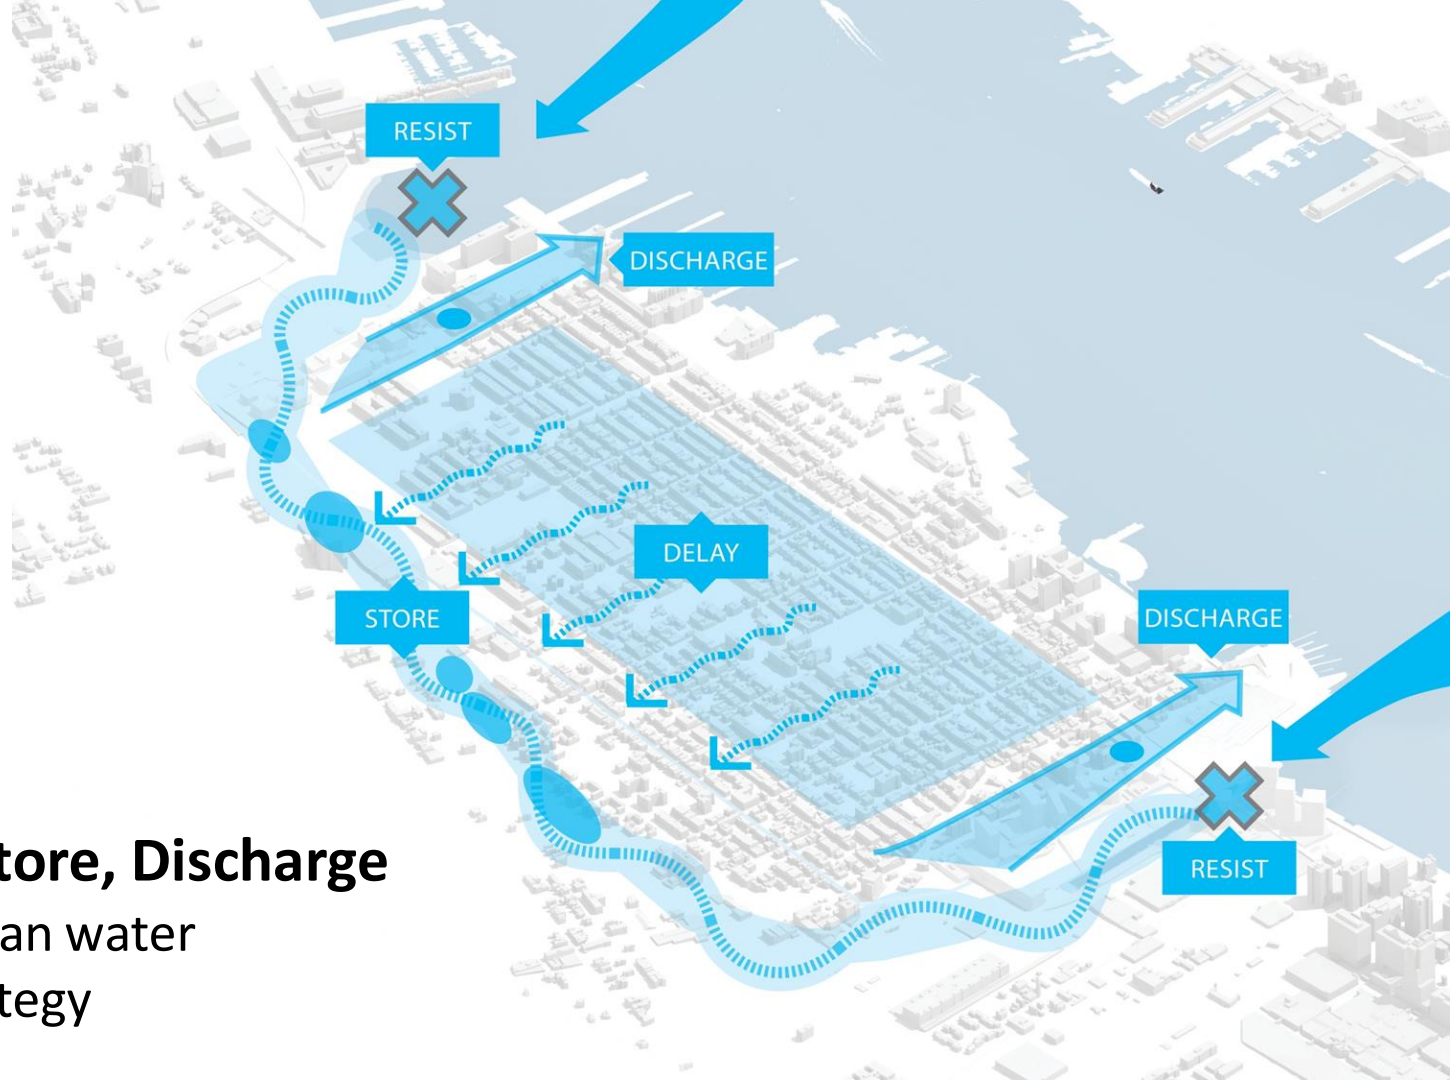 RESIST
DISCHARGE
DELAY
DISCHARGE
STORE
RESIST
tore, Discharge
an water
tegy